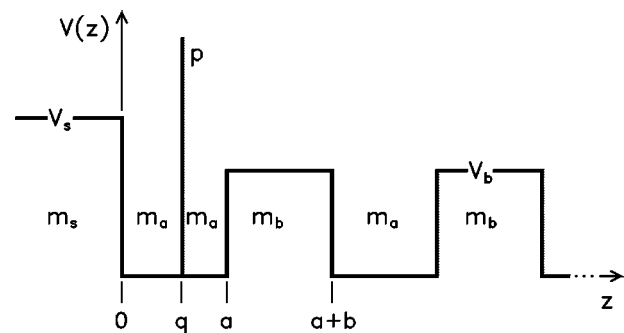 V(z)
p
V_s
V_b
m_s m_a m_a m_b m_a m_b
0 q a a+b z